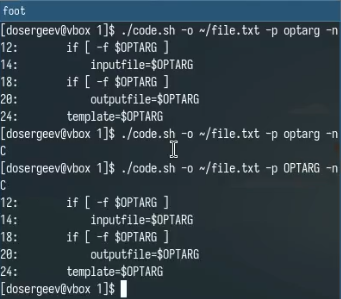 foot
[dosergeev@vbox 1]$ ./code.sh -o ~/file.txt -p optarg -n
12:        if [ -f $OPTARG ]
14:            inputfile=$OPTARG
18:        if [ -f $OPTARG ]
20:            outputfile=$OPTARG
24:        template=$OPTARG
[dosergeev@vbox 1]$ ./code.sh -o ~/file.txt -p optarg -n
C
[dosergeev@vbox 1]$ ./code.sh -o ~/file.txt -p OPTARG -n
C
12:        if [ -f $OPTARG ]
14:            inputfile=$OPTARG
18:        if [ -f $OPTARG ]
20:            outputfile=$OPTARG
24:        template=$OPTARG
[dosergeev@vbox 1]$